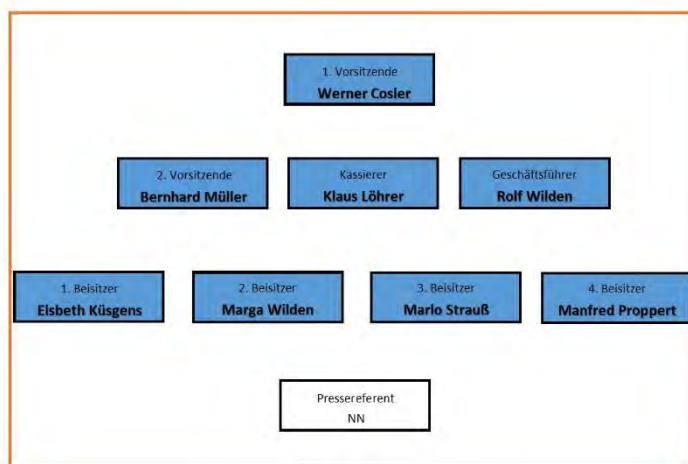 1. Vorsitzende
Werner Cosler
2. Vorsitzende
Bernhard Müller
Kassierer
Klaus Löhrer
Geschäftsführer
Rolf Wilden
1. Beisitzer
Elsbeth Küsgens
2. Beisitzer
Marga Wilden
3. Beisitzer
Marlo Strauß
4. Beisitzer
Manfred Proppert
Pressereferent
NN